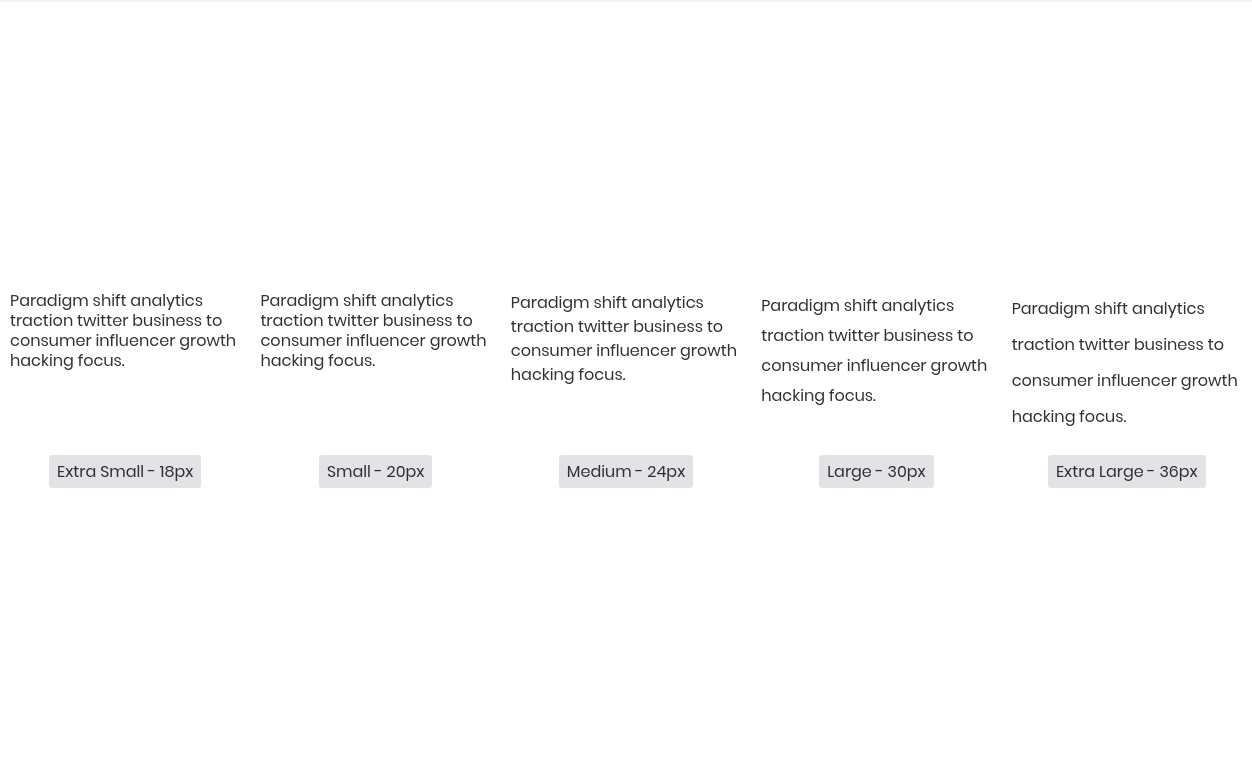 Paradigm shift analytics
traction twitter business to
consumer influencer growth
hacking focus.
Extra Small - 18px
Paradigm shift analytics
traction twitter business to
consumer influencer growth
hacking focus.
Small - 20px
Paradigm shift analytics
traction twitter business to
consumer influencer growth
hacking focus.
Medium - 24px
Paradigm shift analytics
traction twitter business to
consumer influencer growth
hacking focus.
Large - 30px
Paradigm shift analytics
traction twitter business to
consumer influencer growth
hacking focus.
Extra Large - 36px